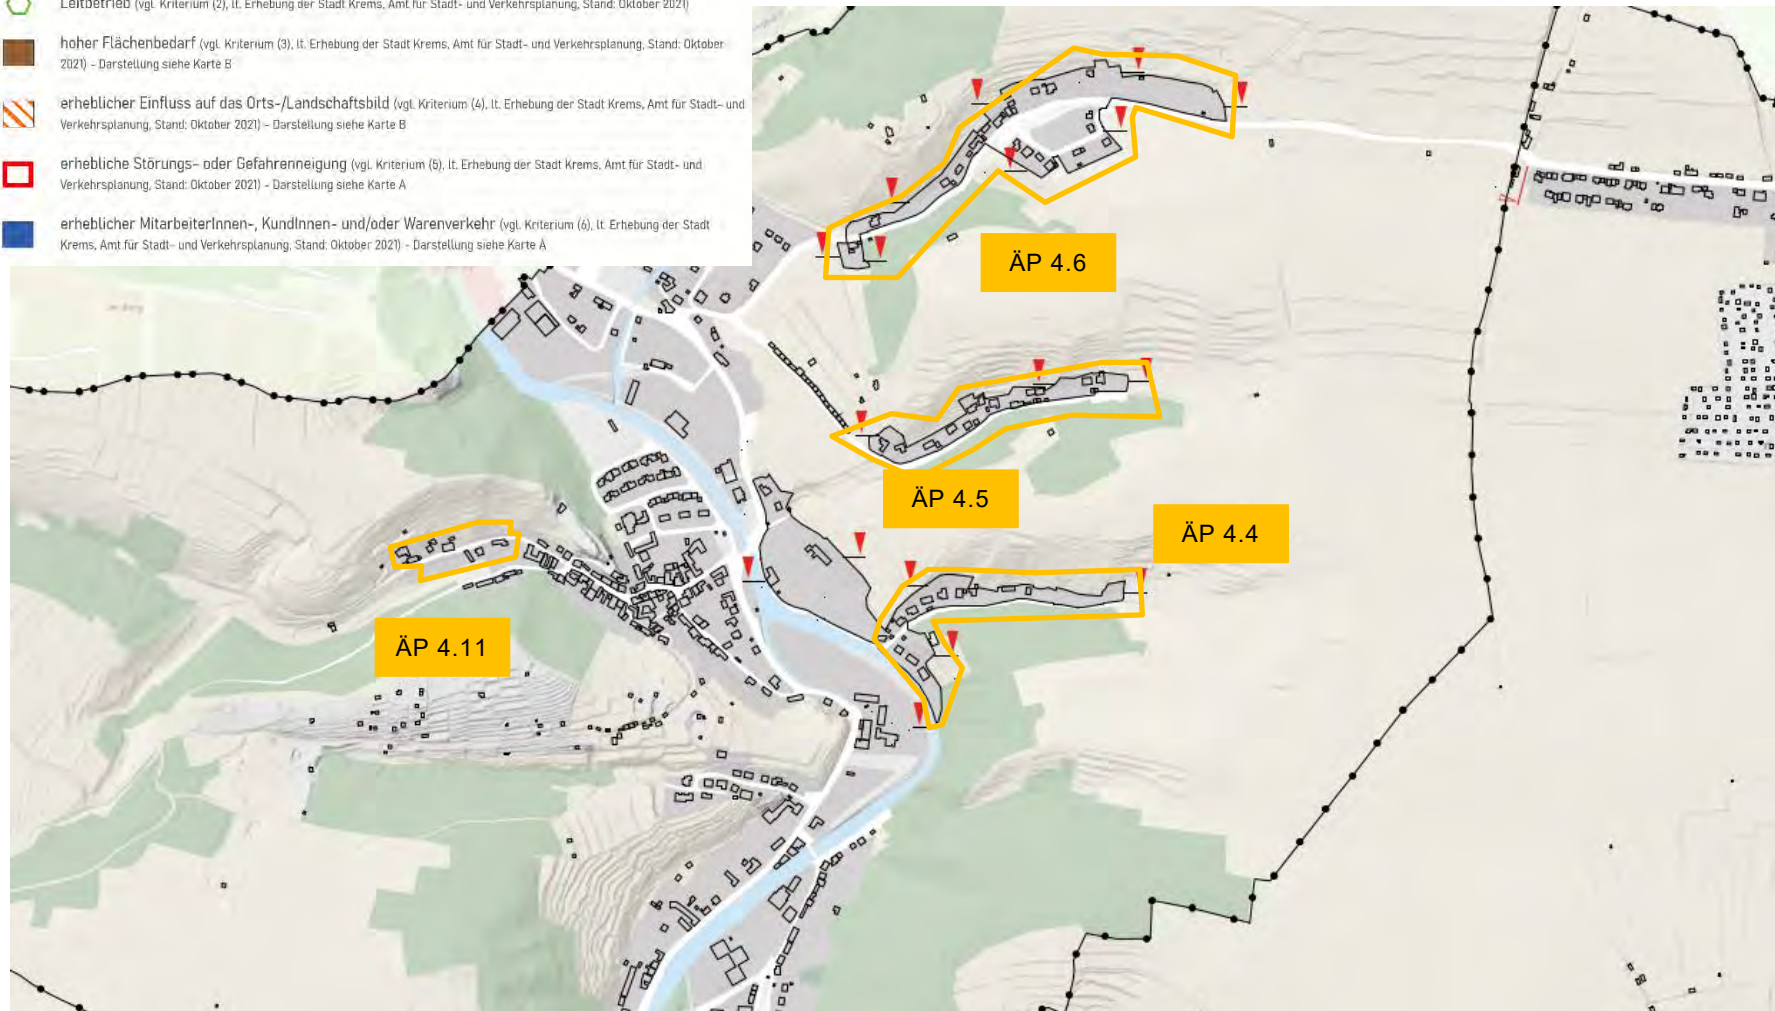 Leitbetrieb (vgl. Kriterium (2), lt. Erhebung der Stadt Krems, Amt für Stadt- und Verkehrsplanung, Stand: Oktober 2021)
hoher Flächenbedarf (vgl. Kriterium (3), lt. Erhebung der Stadt Krems, Amt für Stadt- und Verkehrsplanung, Stand: Oktober
2021) - Darstellung siehe Karte B
erheblicher Einfluss auf das Orts-/Landschaftsbild (vgl. Kriterium (4), lt. Erhebung der Stadt Krems, Amt für Stadt- und
Verkehrsplanung, Stand: Oktober 2021) - Darstellung siehe Karte B
erhebliche Störungs- oder Gefahrenneigung (vgl. Kriterium (5), lt. Erhebung der Stadt Krems, Amt für Stadt- und
Verkehrsplanung, Stand: Oktober 2021) - Darstellung siehe Karte A
erheblicher MitarbeiterInnen-, KundInnen- und/oder Warenverkehr (vgl. Kriterium (6), lt. Erhebung der Stadt
Krems, Amt für Stadt- und Verkehrsplanung, Stand: Oktober 2021) - Darstellung siehe Karte A
ÄP 4.6
ÄP 4.5
ÄP 4.4
ÄP 4.11